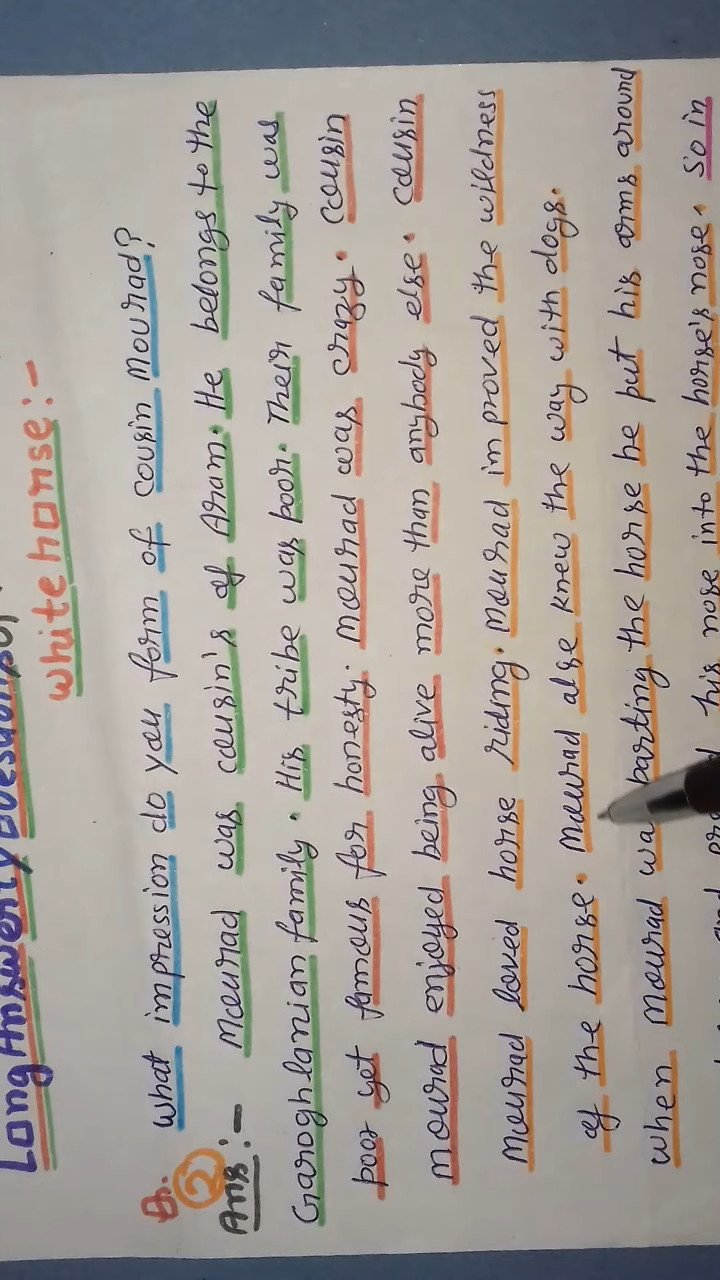 Long Answer
white horse:-
Q. 2 what impression do you form of cousin mourad?
Ans:- Mourad was cousin's of Aram. He belongs to the
Garoghlanian family. His tribe was poor. Their family was
poor yet famous for honesty. Mourad was crazy. Cousin
mourad enjoyed being alive more than anybody else. Cousin
Mourad loved horse riding. Mourad improved the wildness
of the horse. Mourad alse knew the way with dogs.
when Mourad wa parting the horse he put his arms around
his nose into the horse's nose. So in